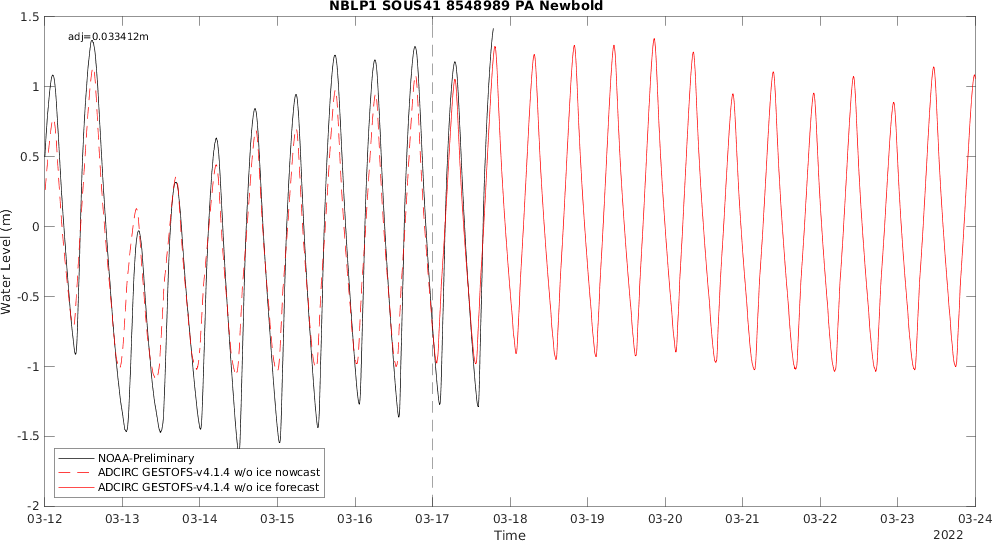 NBLP1 SOUS41 8548989 PA Newbold
adj=0.033412m
1.5
1
0.5
0
-0.5
-1
-1.5
-2
Water Level (m)
NOAA-Preliminary
ADCIRC GESTOFS-v4.1.4 w/o ice nowcast
ADCIRC GESTOFS-v4.1.4 w/o ice forecast
03-12 03-13 03-14 03-15 03-16 03-17 03-18 03-19 03-20 03-21 03-22 03-23 03-24
Time
2022